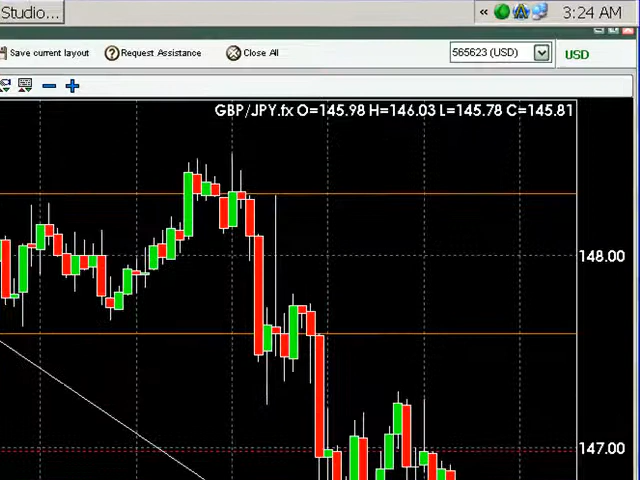 Studio...
«
3:24 AM
Save current layout
Request Assistance
Close All
565623 (USD)
USD
GBP/JPY.fx O=145.98 H=146.03 L=145.78 C=145.81
148.00
147.00